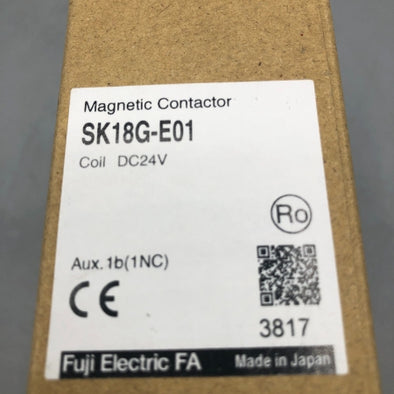 Magnetic Contactor
SK18G-E01
Coil DC24V
Ro
Aux.1b(1NC)
CE
3817
Fuji Electric FA Made in Japan